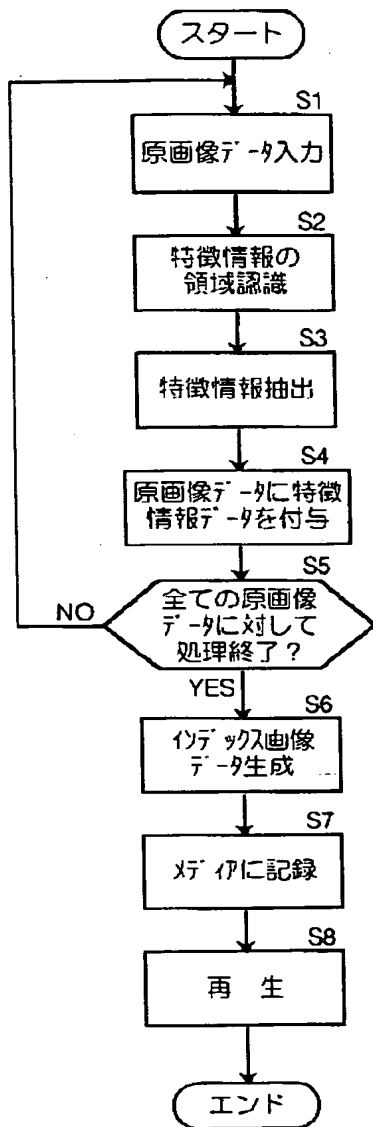 スタート
S1
原画像データ入力
S2
特徴情報の
領域認識
S3
特徴情報抽出
S4
原画像データに特徴
情報データを付与
S5
全ての原画像
データに対して
処理終了？
NO
YES
S6
インデックス画像
データ生成
S7
メディアに記録
S8
再 生
エンド